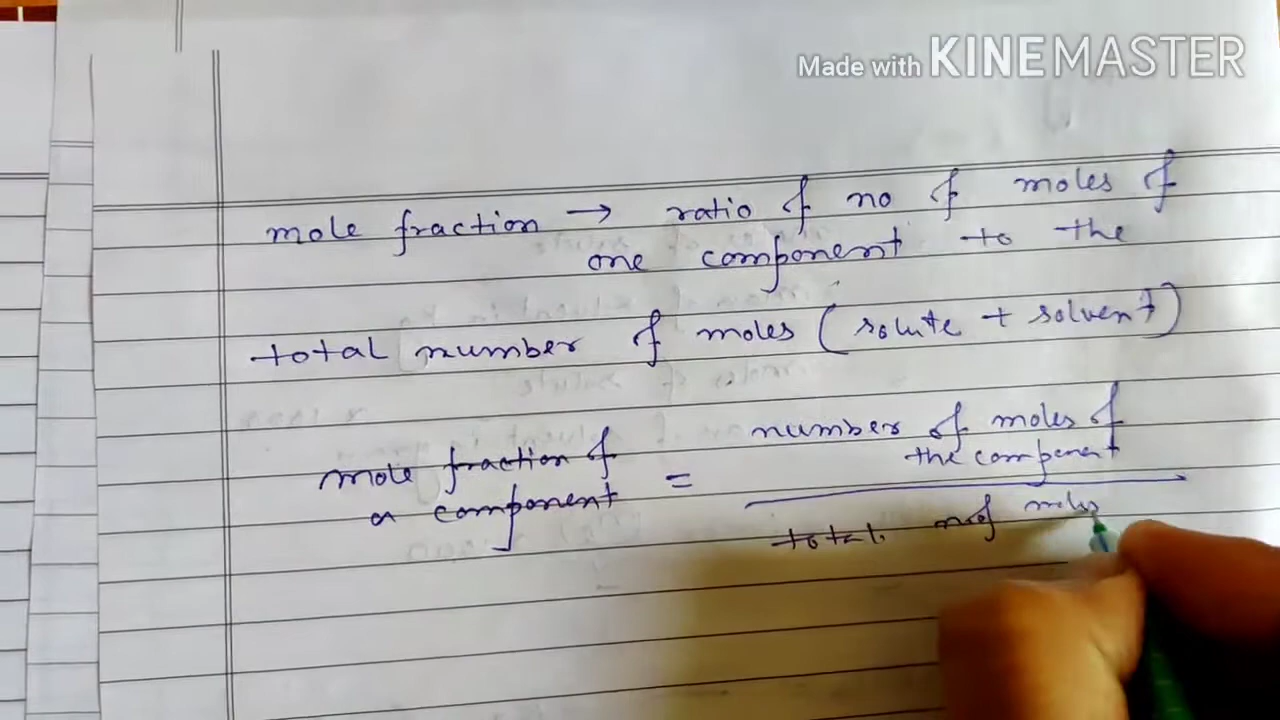 Made with KINEMASTER
mole fraction → ratio of no of moles of
one component to the
total number of moles (solute + solvent)
number of moles of
the component
mole fraction of
a component =
total no of moles